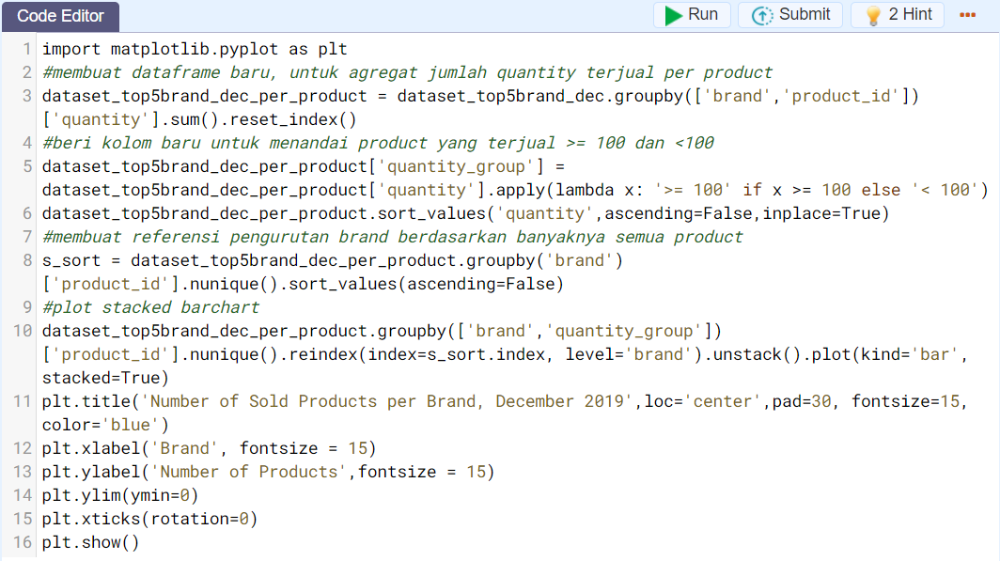 Code Editor
Run
Submit
2 Hint
1 import matplotlib.pyplot as plt
2 #membuat dataframe baru, untuk agregat jumlah quantity terjual per product
3 dataset_top5brand_dec_per_product = dataset_top5brand_dec.groupby(['brand','product_id'])
['quantity'].sum().reset_index()
4 #beri kolom baru untuk menandai product yang terjual >= 100 dan <100
5 dataset_top5brand_dec_per_product['quantity_group'] =
dataset_top5brand_dec_per_product['quantity'].apply(lambda x: '>= 100' if x >= 100 else '< 100')
6 dataset_top5brand_dec_per_product.sort_values('quantity',ascending=False,inplace=True)
7 #membuat referensi pengurutan brand berdasarkan banyaknya semua product
8 s_sort = dataset_top5brand_dec_per_product.groupby('brand')
['product_id'].nunique().sort_values(ascending=False)
9 #plot stacked barchart
10 dataset_top5brand_dec_per_product.groupby(['brand','quantity_group'])
['product_id'].nunique().reindex(index=s_sort.index, level='brand').unstack().plot(kind='bar',
stacked=True)
11 plt.title('Number of Sold Products per Brand, December 2019',loc='center',pad=30, fontsize=15,
color='blue')
12 plt.xlabel('Brand', fontsize = 15)
13 plt.ylabel('Number of Products',fontsize = 15)
14 plt.ylim(ymin=0)
15 plt.xticks(rotation=0)
16 plt.show()